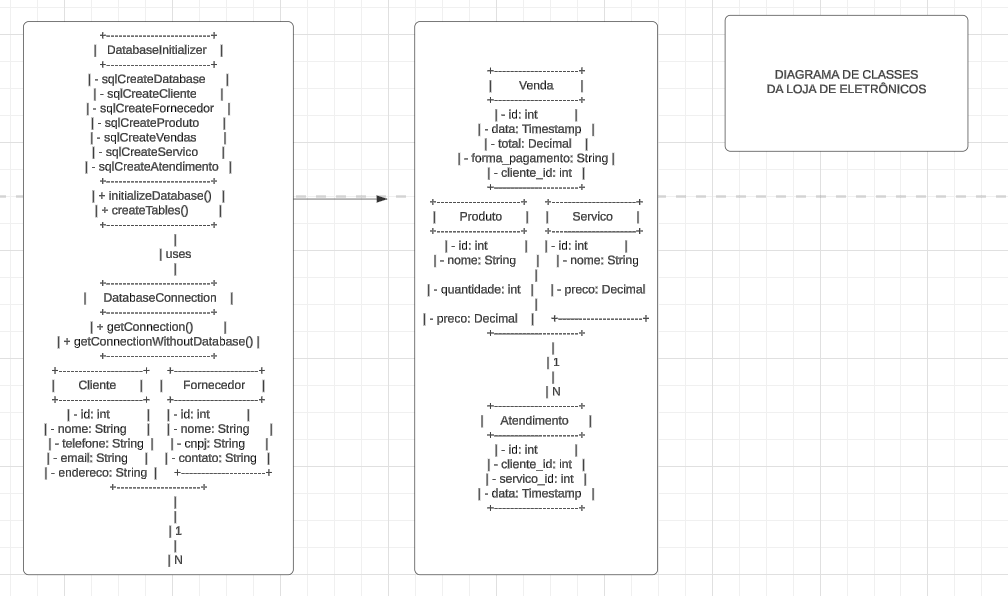 +--------------------------+
| DatabaseInitializer |
+--------------------------+
| - sqlCreateDatabase |
| - sqlCreateCliente |
| - sqlCreateFornecedor |
| - sqlCreateProduto |
| - sqlCreateVendas |
| - sqlCreateServico |
| - sqlCreateAtendimento |
+--------------------------+
| + initializeDatabase() |
| + createTables() |
+--------------------------+
|
| uses
|
+--------------------------+
| DatabaseConnection |
+--------------------------+
| + getConnection() |
| + getConnectionWithoutDatabase() |
+--------------------------+
+--------------------+ +--------------------+
| Cliente | | Fornecedor |
+--------------------+ +--------------------+
| - id: int | | - id: int |
| - nome: String | | - nome: String |
| - telefone: String | | - cnpj: String |
| - email: String | | - contato: String |
| - endereco: String | +--------------------+
+--------------------+
|
|
| 1
|
| N
+--------------------+
| Venda |
+--------------------+
| - id: int |
| - data: Timestamp |
| - total: Decimal |
| - forma_pagamento: String |
| - cliente_id: int |
+--------------------+
+--------------------+ +--------------------+
| Produto | | Servico |
+--------------------+ +--------------------+
| - id: int | | - id: int |
| - nome: String | | - nome: String
|
| - quantidade: int | | - preco: Decimal
|
| - preco: Decimal | +--------------------+
+--------------------+
|
| 1
|
| N
+--------------------+
| Atendimento |
+--------------------+
| - id: int |
| - cliente_id: int |
| - servico_id: int |
| - data: Timestamp |
+--------------------+
DIAGRAMA DE CLASSES
DA LOJA DE ELETRÔNICOS